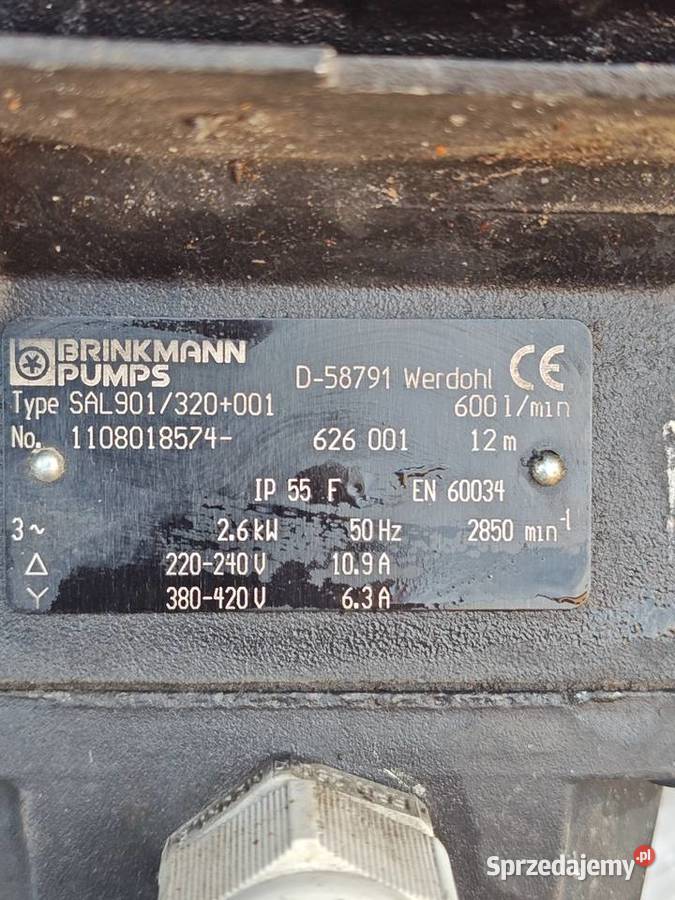 BRINKMANN
PUMPS
D-58791 Werdohl CE
Type SAL901/320+001 600 l/min
No. 1108018574- 626 001 12 m
IP 55 F EN 60034
3~ 2.6 kW 50 Hz 2850 min-1
Δ 220-240 V 10.9 A
Y 380-420 V 6.3 A
Sprzedajemy.pl